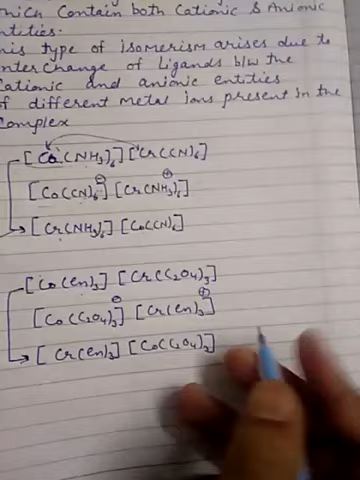 which Contain both Cationic & Anionic
entities.
This type of isomerism arises due to
interchange of Ligands b/w the
cationic and anionic entities
of different metal ions present in the
Complex
[Co(NH₃)₆][Cr(CN)₆]
[Co(CN)₆]⊖ [Cr(NH₃)₆]⊕
[Cr(NH₃)₆][Co(CN)₆]
[Co(en)₃] [Cr(C₂O₄)₃]
[Co(C₂O₄)₃]⊖ [Cr(en)₃]⊕
[Cr(en)₃] [Co(C₂O₄)₃]